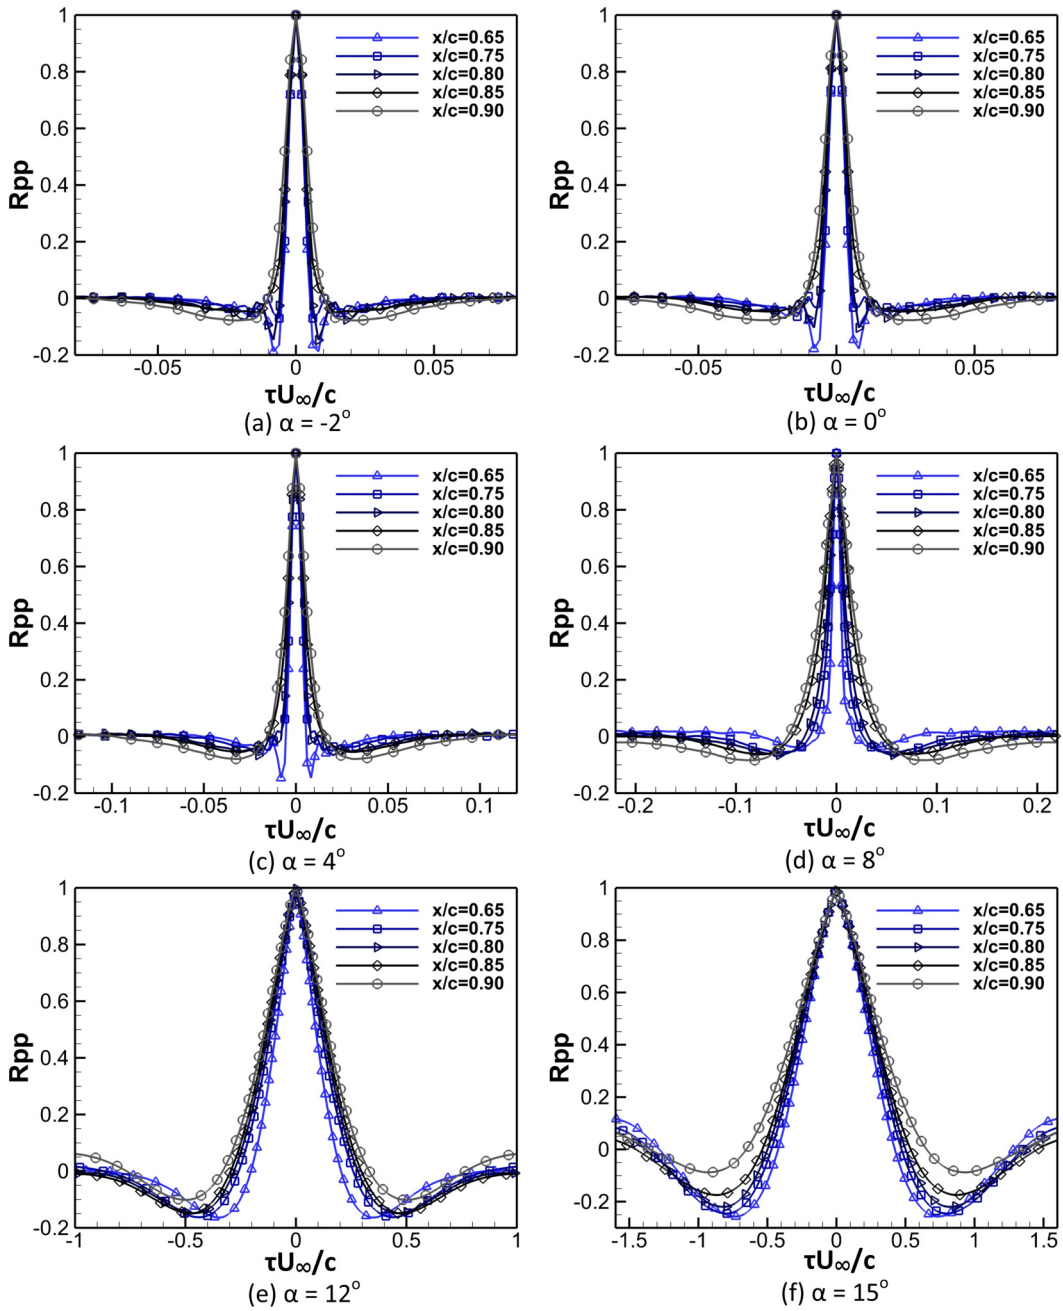 1
0.8
0.6
0.4
0.2
0
-0.2
Rpp
x/c=0.65
x/c=0.75
x/c=0.80
x/c=0.85
x/c=0.90
-0.05 0 0.05
τU∞/c
(a) α = -2°
1
0.8
0.6
0.4
0.2
0
-0.2
Rpp
x/c=0.65
x/c=0.75
x/c=0.80
x/c=0.85
x/c=0.90
-0.05 0 0.05
τU∞/c
(b) α = 0°
1
0.8
0.6
0.4
0.2
0
-0.2
Rpp
x/c=0.65
x/c=0.75
x/c=0.80
x/c=0.85
x/c=0.90
-0.1 -0.05 0 0.05 0.1
τU∞/c
(c) α = 4°
1
0.8
0.6
0.4
0.2
0
-0.2
Rpp
x/c=0.65
x/c=0.75
x/c=0.80
x/c=0.85
x/c=0.90
-0.2 -0.1 0 0.1 0.2
τU∞/c
(d) α = 8°
1
0.8
0.6
0.4
0.2
0
-0.2
Rpp
x/c=0.65
x/c=0.75
x/c=0.80
x/c=0.85
x/c=0.90
-1 -0.5 0 0.5 1
τU∞/c
(e) α = 12°
1
0.8
0.6
0.4
0.2
0
-0.2
Rpp
x/c=0.65
x/c=0.75
x/c=0.80
x/c=0.85
x/c=0.90
-1.5 -1 -0.5 0 0.5 1 1.5
τU∞/c
(f) α = 15°